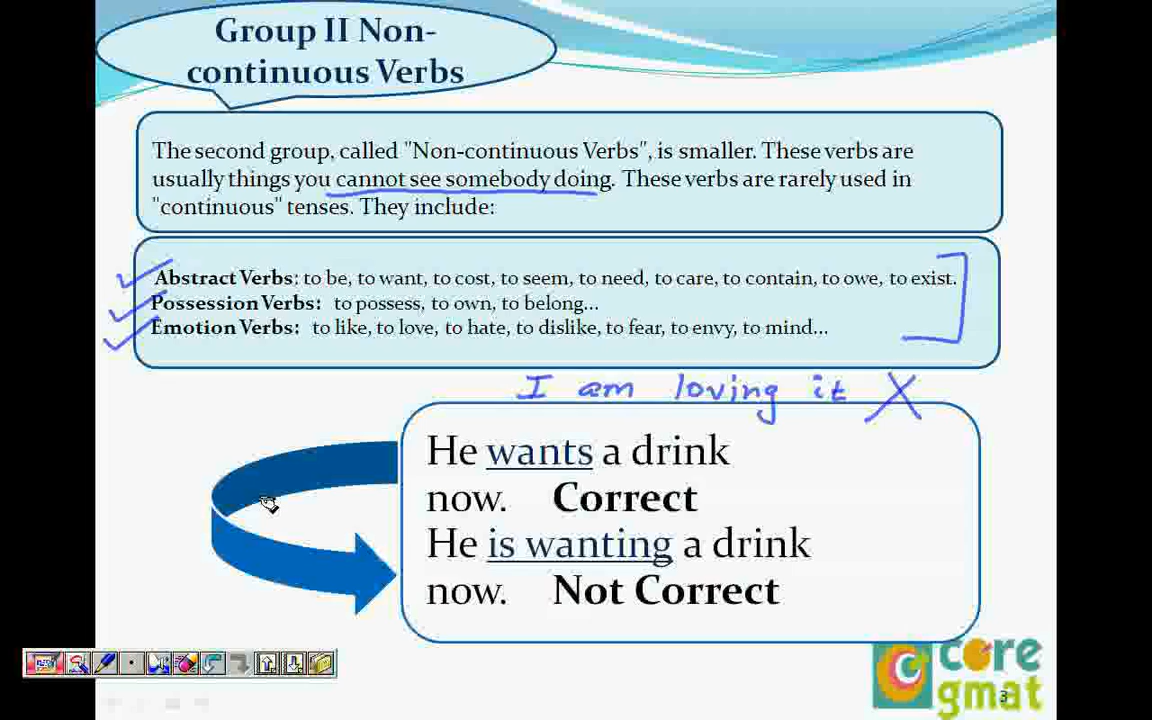 Group II Non-
continuous Verbs
The second group, called "Non-continuous Verbs", is smaller. These verbs are
usually things you cannot see somebody doing. These verbs are rarely used in
"continuous" tenses. They include:
Abstract Verbs: to be, to want, to cost, to seem, to need, to care, to contain, to owe, to exist.
Possession Verbs: to possess, to own, to belong...
Emotion Verbs: to like, to love, to hate, to dislike, to fear, to envy, to mind...
I am loving it X
He wants a drink
now. Correct
He is wanting a drink
now. Not Correct
core
gmat
3